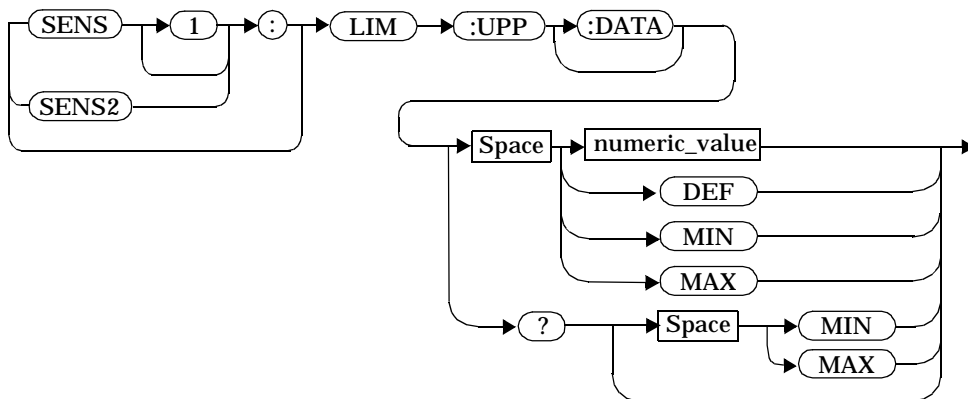 SENS 1 : LIM :UPP :DATA
SENS2
Space numeric_value
DEF
MIN
MAX
? Space MIN
MAX